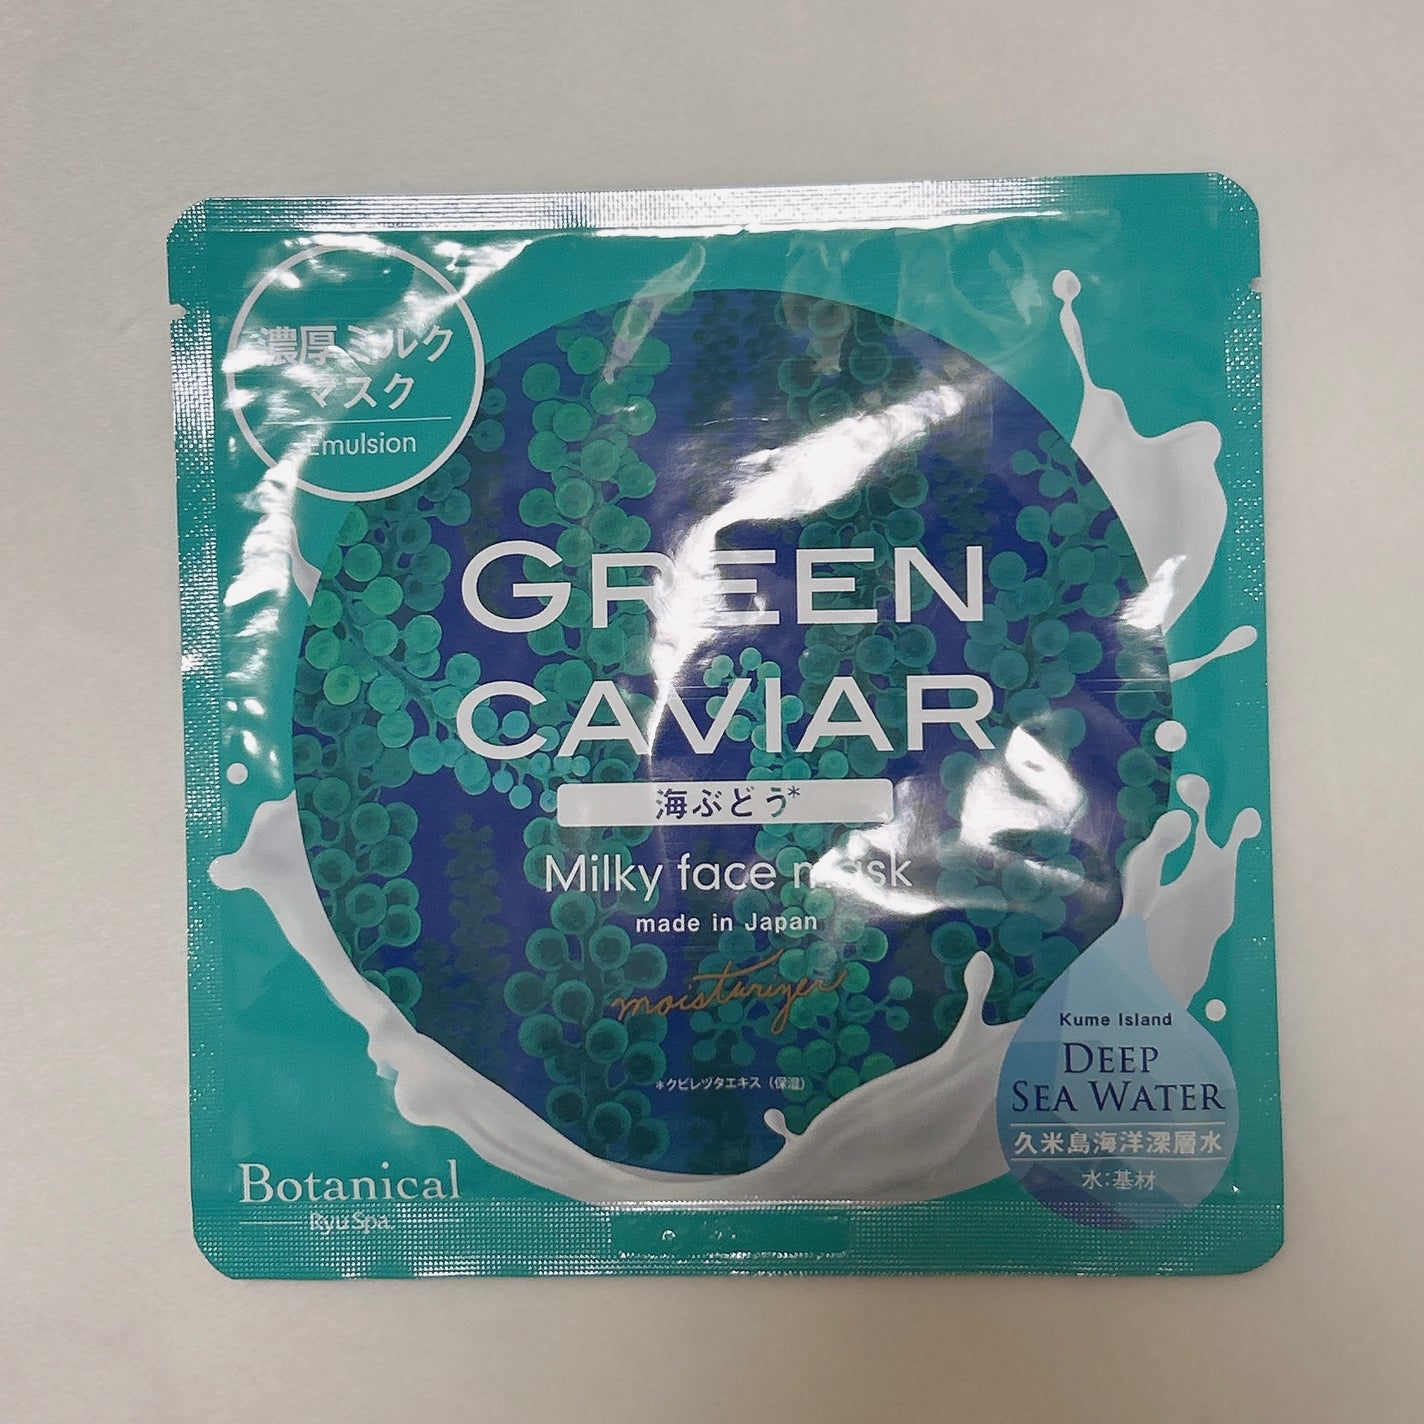 濃厚ミルク
マスク
Emulsion
GREEN
CAVIAR
海ぶどう*
Milky face mask
made in Japan
moisturizer
*クビレヅタエキス（保湿）
Kume Island
DEEP
SEA WATER
久米島海洋深層水
水:基材
Botanical
Ryu Spa